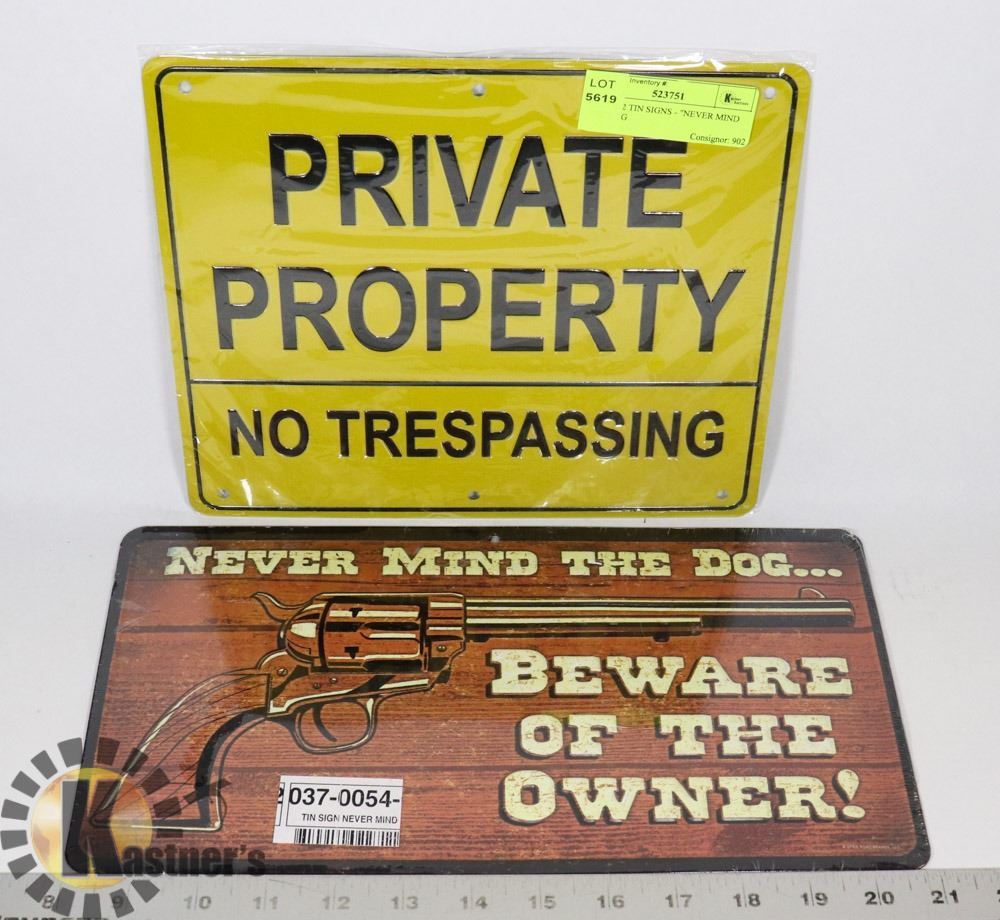 LOT
5619
Inventory #:
523751
2 TIN SIGNS - "NEVER MIND
G
Consignor: 902
PRIVATE
PROPERTY
NO TRESPASSING
NEVER MIND THE DOG...
BEWARE
OF THE
OWNER!
037-0054-
TIN SIGN NEVER MIND
Kastner's
8 9 10 11 12 13 14 15 16 17 18 19 20 21